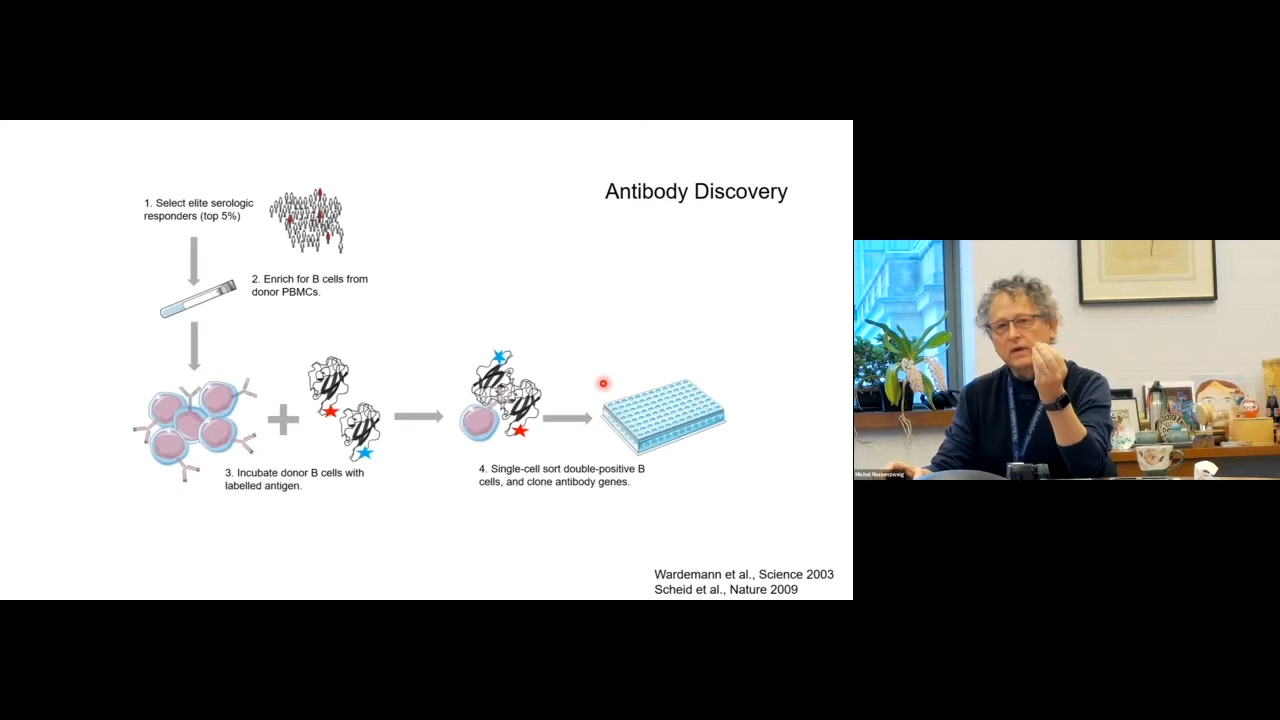 Antibody Discovery
1. Select elite serologic
responders (top 5%)
2. Enrich for B cells from
donor PBMCs.
3. Incubate donor B cells with
labelled antigen.
4. Single-cell sort double-positive B
cells, and clone antibody genes.
Wardemann et al., Science 2003
Scheid et al., Nature 2009
Michel Nussenzweig